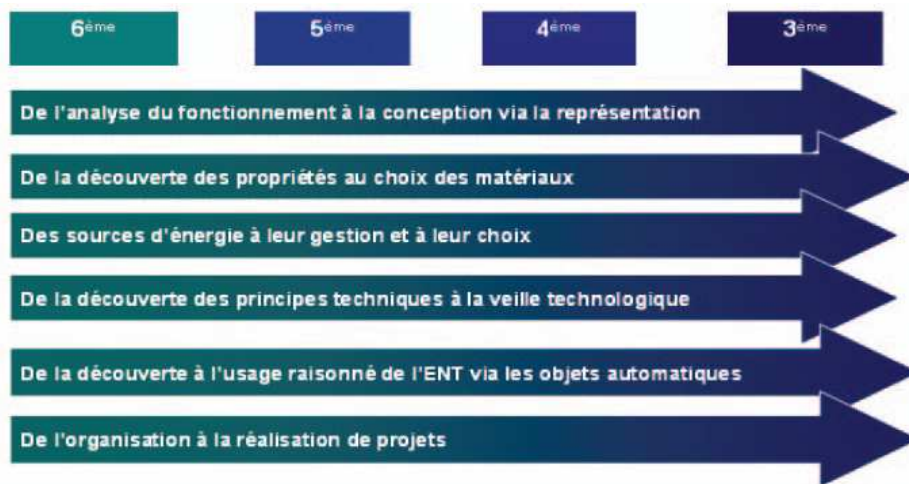 6ème 5ème 4ème 3ème
De l'analyse du fonctionnement à la conception via la représentation
De la découverte des propriétés au choix des matériaux
Des sources d'énergie à leur gestion et à leur choix
De la découverte des principes techniques à la veille technologique
De la découverte à l'usage raisonné de l'ENT via les objets automatiques
De l'organisation à la réalisation de projets